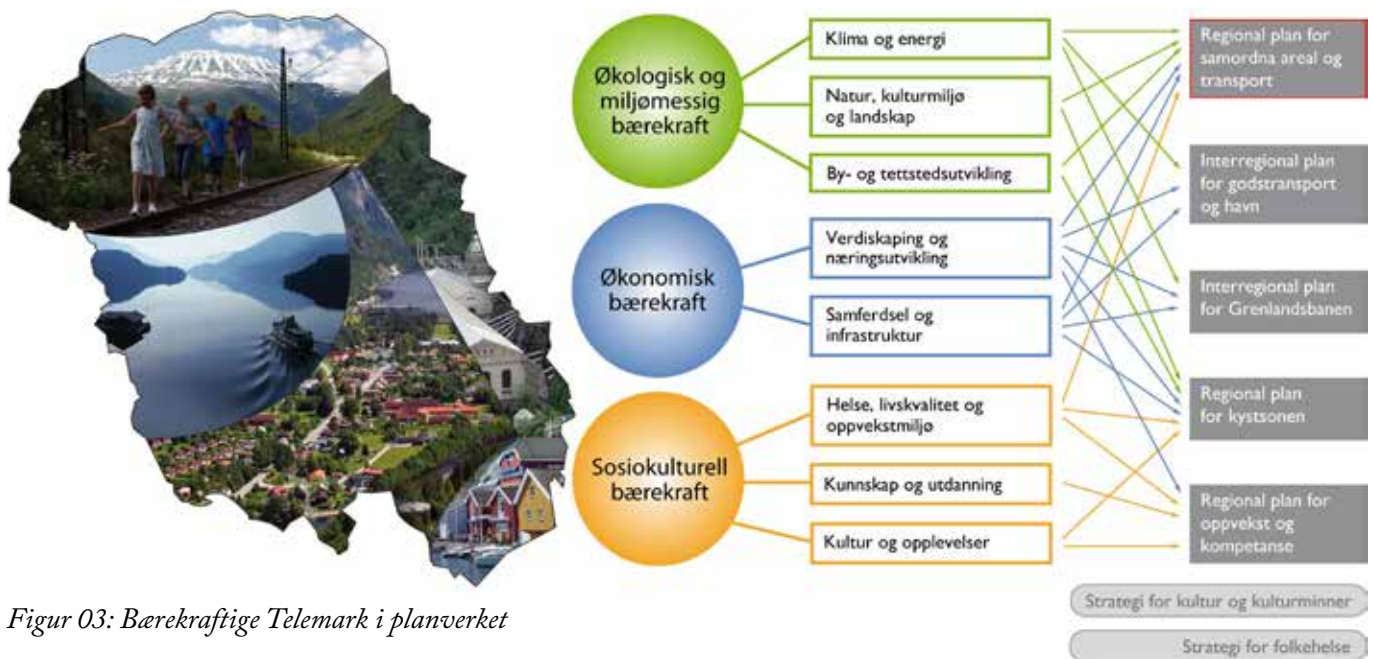 Økologisk og
miljømessig
bærekraft
Klima og energi
Natur, kulturmiljø
og landskap
By- og tettstedsutvikling
Økonomisk
bærekraft
Verdiskaping og
næringsutvikling
Samferdsel og
infrastruktur
Sosiokulturell
bærekraft
Helse, livskvalitet og
oppvekstmiljø
Kunnskap og utdanning
Kultur og opplevelser
Regional plan for
samordna areal og
transport
Interregional plan
for godstransport
og havn
Interregional plan
for Grenlandsbanen
Regional plan
for kystsonen
Regional plan for
oppvekst og
kompetanse
Strategi for kultur og kulturminner
Strategi for folkehelse
Figur 03: Bærekraftige Telemark i planverket